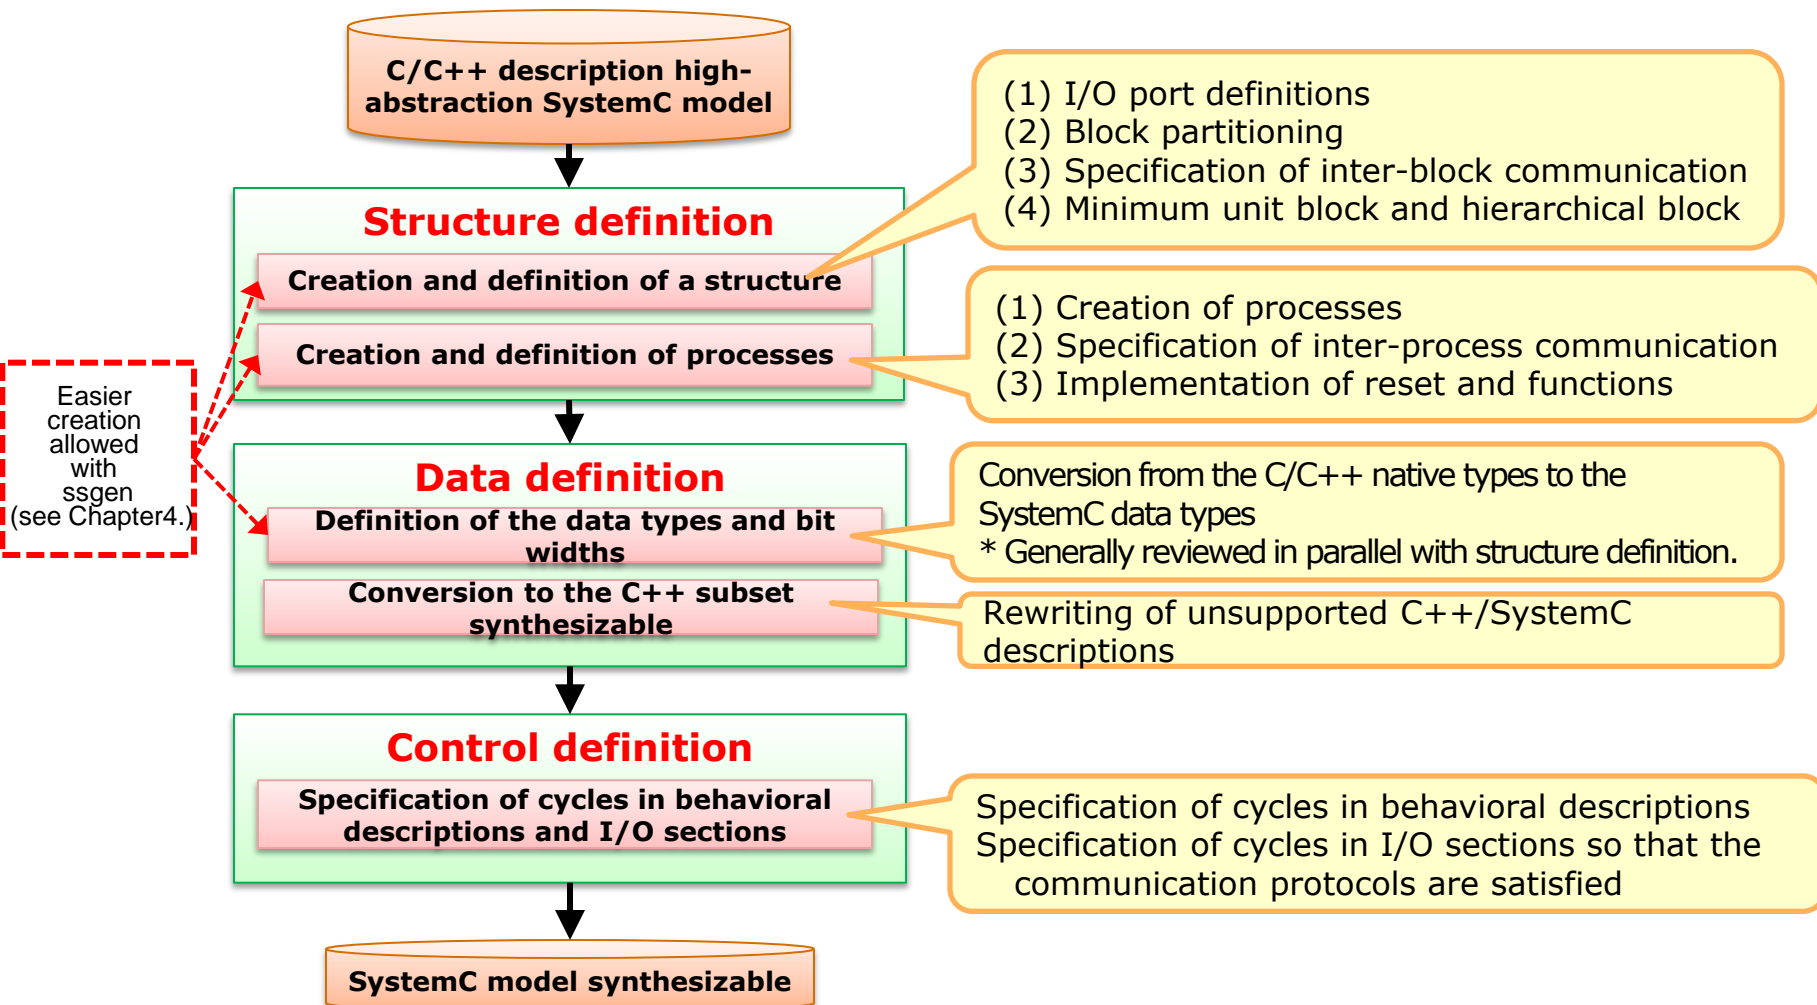 C/C++ description high-
abstraction SystemC model
(1) I/O port definitions
(2) Block partitioning
(3) Specification of inter-block communication
(4) Minimum unit block and hierarchical block
Structure definition
Creation and definition of a structure
Creation and definition of processes
(1) Creation of processes
(2) Specification of inter-process communication
(3) Implementation of reset and functions
Easier
creation
allowed
with
ssgen
(see Chapter4.)
Data definition
Definition of the data types and bit
widths
Conversion to the C++ subset
synthesizable
Conversion from the C/C++ native types to the
SystemC data types
* Generally reviewed in parallel with structure definition.
Rewriting of unsupported C++/SystemC
descriptions
Control definition
Specification of cycles in behavioral
descriptions and I/O sections
Specification of cycles in behavioral descriptions
Specification of cycles in I/O sections so that the
communication protocols are satisfied
SystemC model synthesizable